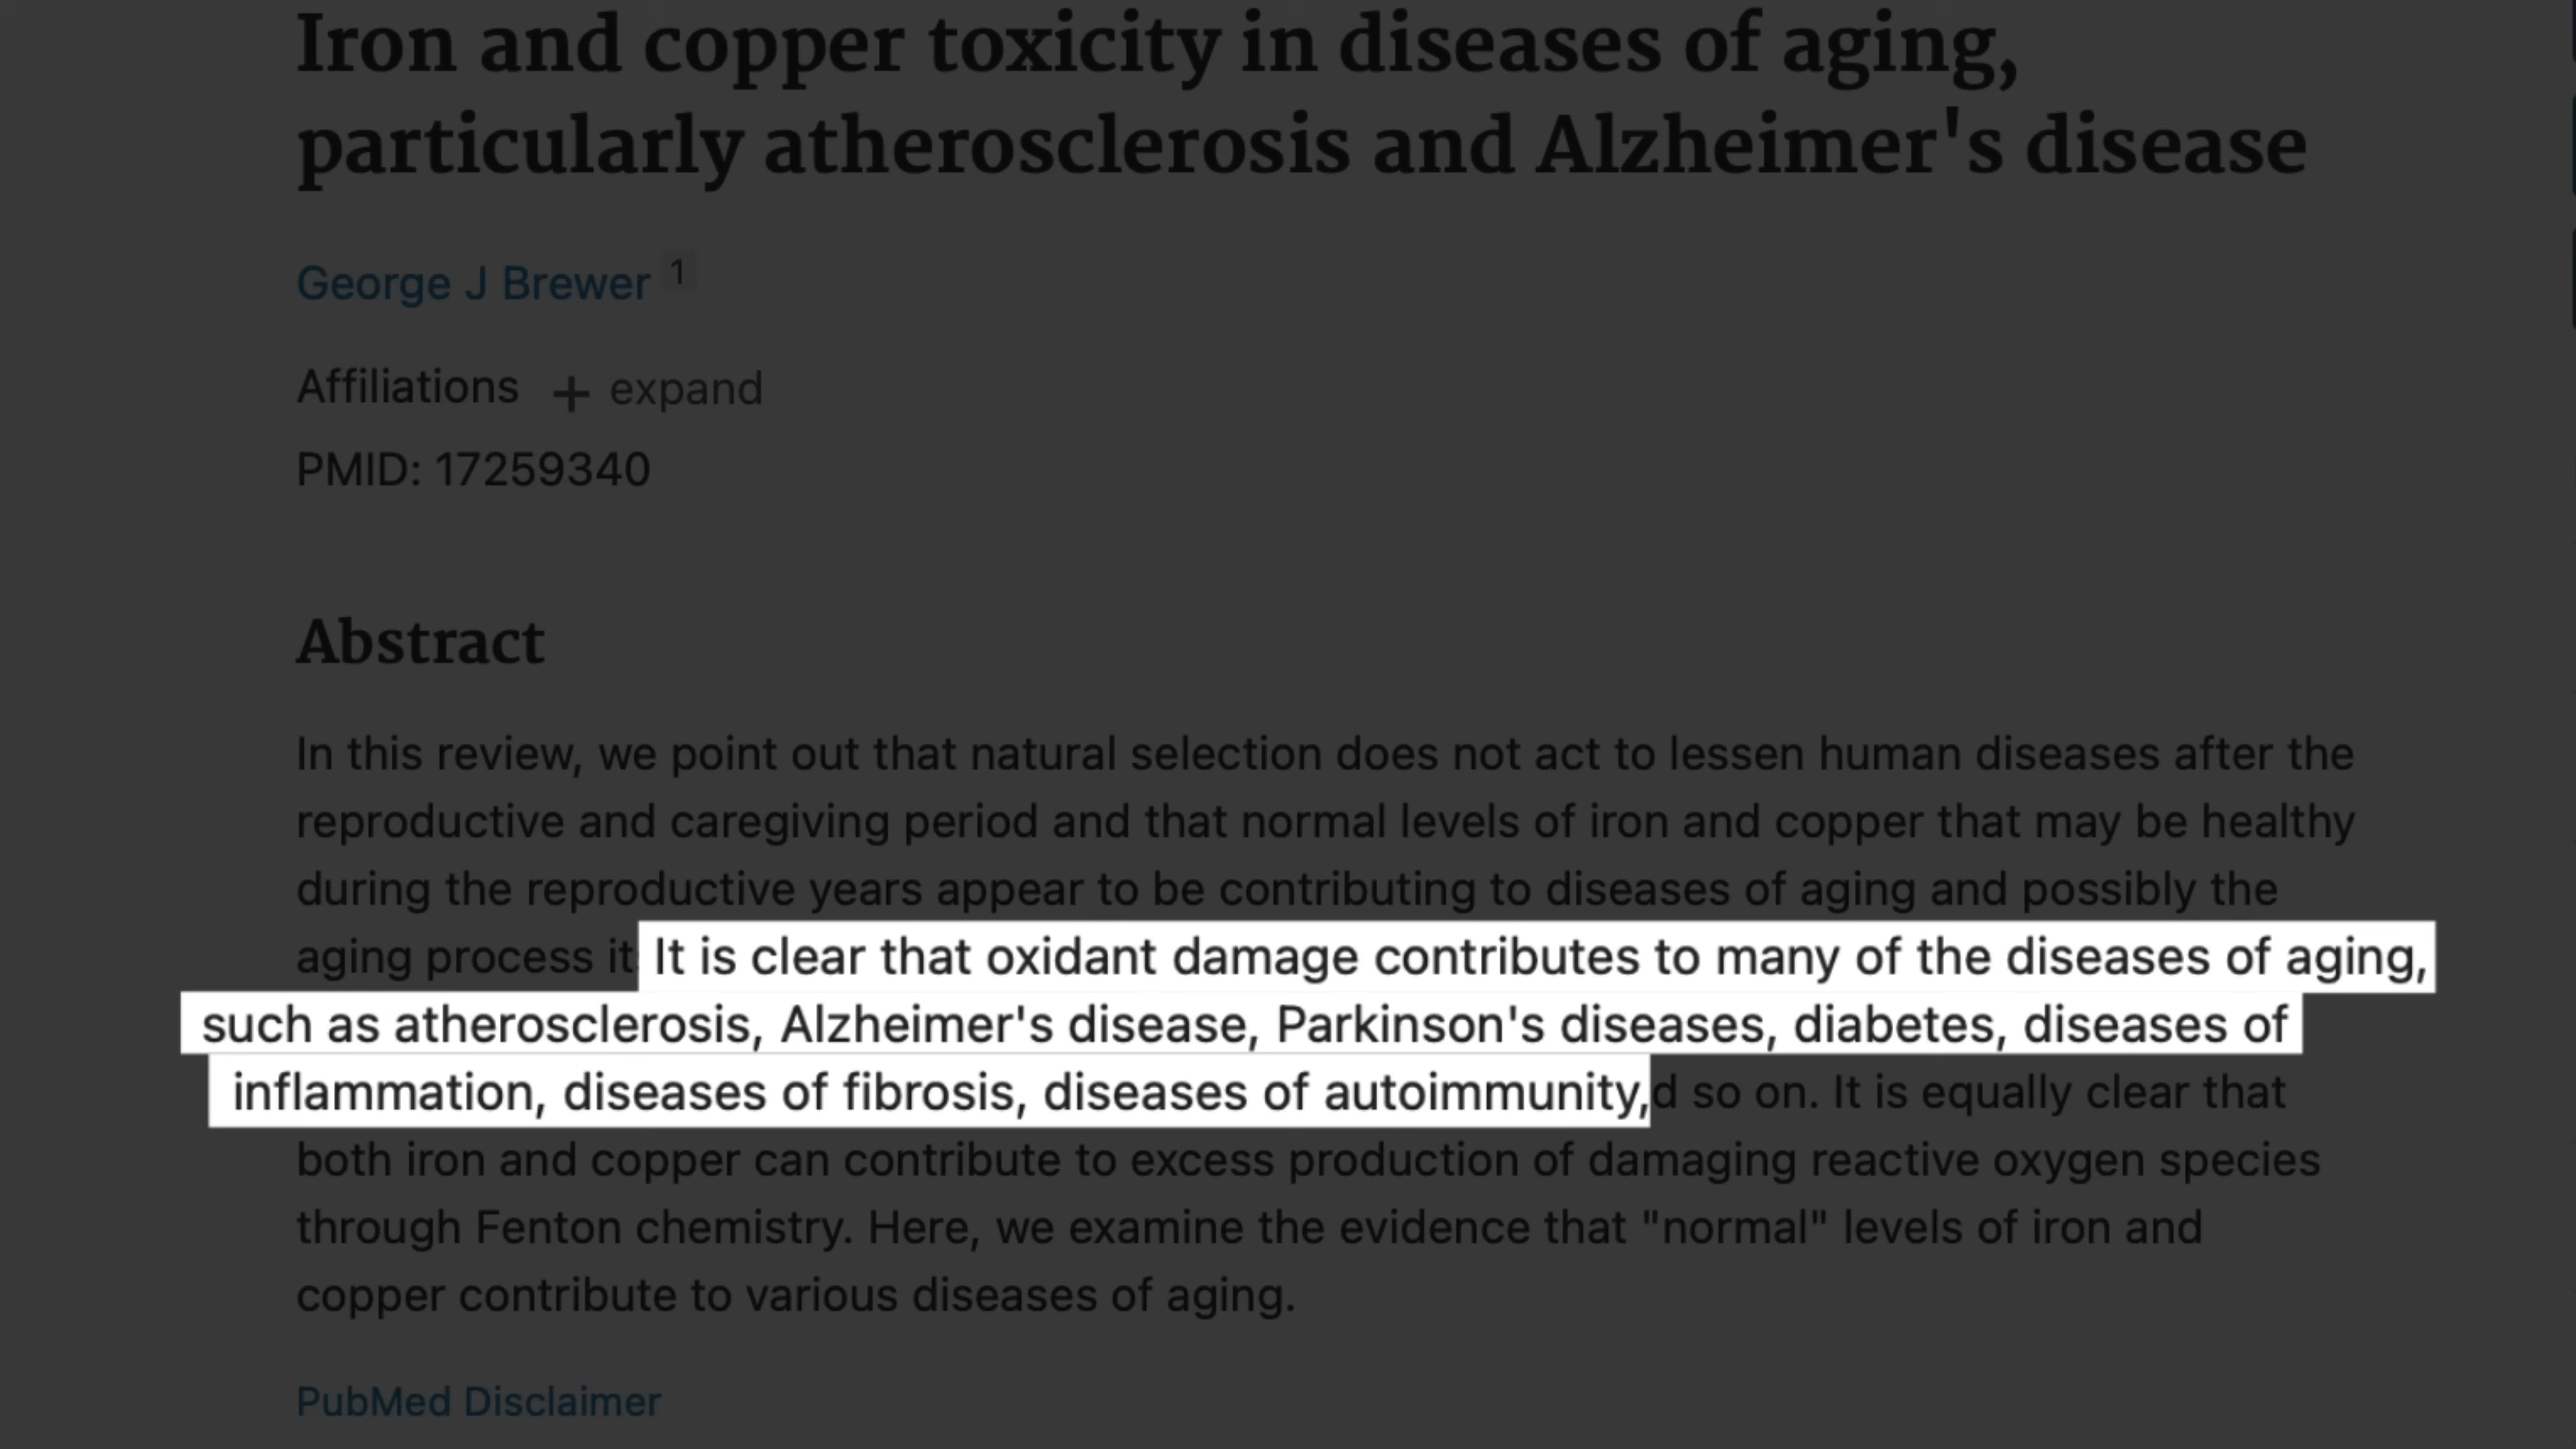 Iron and copper toxicity in diseases of aging,
particularly atherosclerosis and Alzheimer's disease
George J Brewer 1
Affiliations + expand
PMID: 17259340
Abstract
In this review, we point out that natural selection does not act to lessen human diseases after the
reproductive and caregiving period and that normal levels of iron and copper that may be healthy
during the reproductive years appear to be contributing to diseases of aging and possibly the
aging process it It is clear that oxidant damage contributes to many of the diseases of aging,
such as atherosclerosis, Alzheimer's disease, Parkinson's diseases, diabetes, diseases of
inflammation, diseases of fibrosis, diseases of autoimmunity,d so on. It is equally clear that
both iron and copper can contribute to excess production of damaging reactive oxygen species
through Fenton chemistry. Here, we examine the evidence that "normal" levels of iron and
copper contribute to various diseases of aging.
PubMed Disclaimer